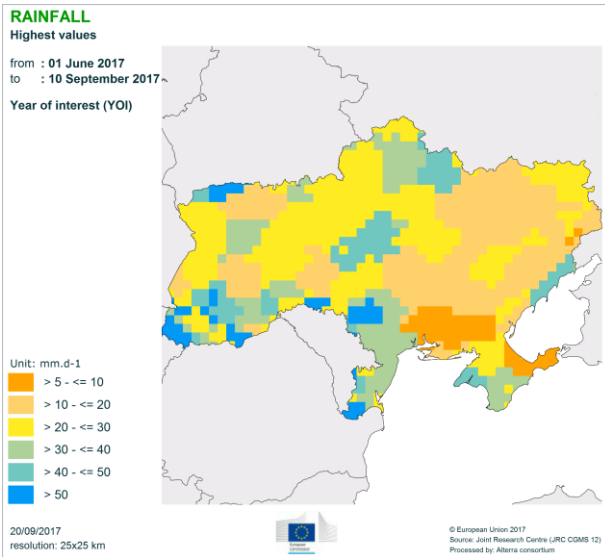 RAINFALL
Highest values
from : 01 June 2017
to : 10 September 2017
Year of interest (YOI)
Unit: mm.d-1
> 5 - <= 10
> 10 - <= 20
> 20 - <= 30
> 30 - <= 40
> 40 - <= 50
> 50
20/09/2017
resolution: 25x25 km
European
Commission
© European Union 2017
Source: Joint Research Centre (JRC CGMS 12)
Processed by: Alterra consortium